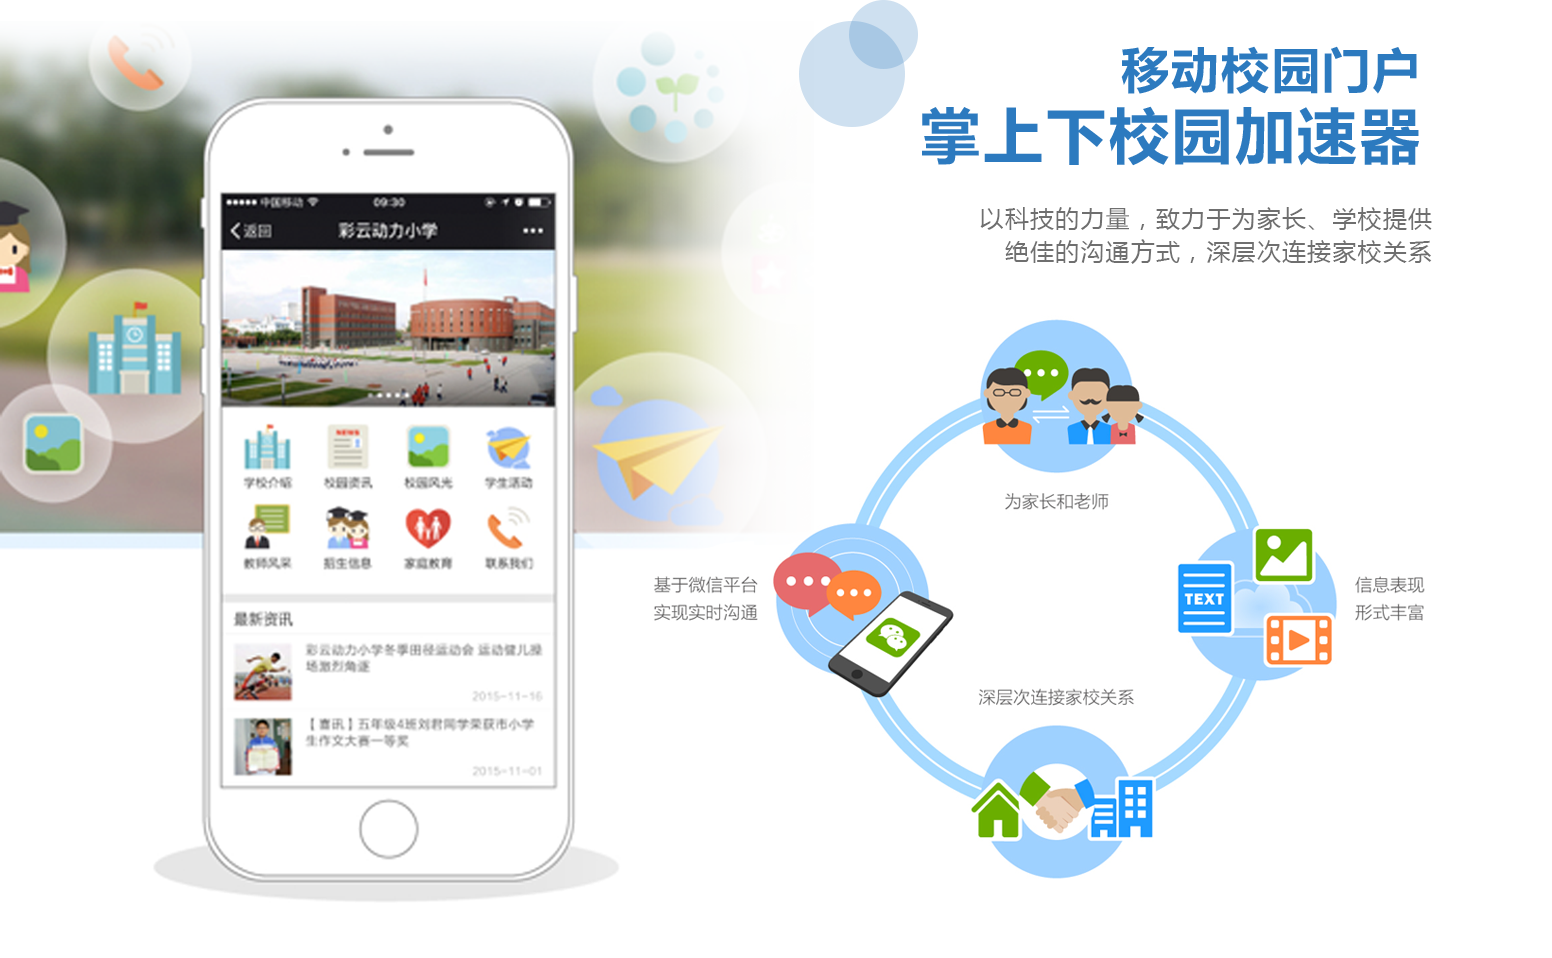 移动校园门户
掌上下校园加速器
以科技的力量，致力于为家长、学校提供
绝佳的沟通方式，深层次连接家校关系
中国移动
09:30
返回
彩云动力小学
学校介绍
NEWS
校园资讯
校园风光
学生活动
教师风采
招生信息
家庭教育
联系我们
最新资讯
彩云动力小学冬季田径运动会 运动健儿操
场激烈角逐
2015-11-16
【喜讯】五年级4班刘君同学荣获市小学
生作文大赛一等奖
2015-11-01
为家长和老师
基于微信平台
实现实时沟通
TEXT
信息表现
形式丰富
深层次连接家校关系